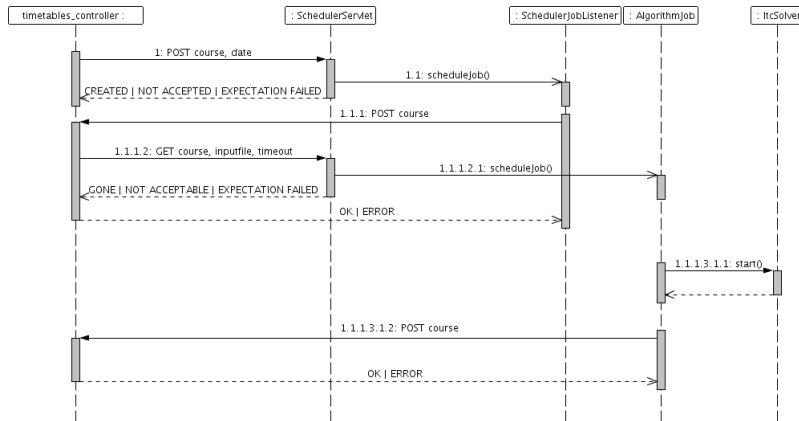 timetables_controller :
: SchedulerServlet
: SchedulerJobListener
: AlgorithmJob
: ItcSolver
1: POST course, date
1.1: scheduleJob()
CREATED | NOT ACCEPTED | EXPECTATION FAILED
1.1.1: POST course
1.1.1.2: GET course, inputfile, timeout
1.1.1.2.1: scheduleJob()
GONE | NOT ACCEPTABLE | EXPECTATION FAILED
OK | ERROR
1.1.1.3.1.1: start()
1.1.1.3.1.2: POST course
OK | ERROR